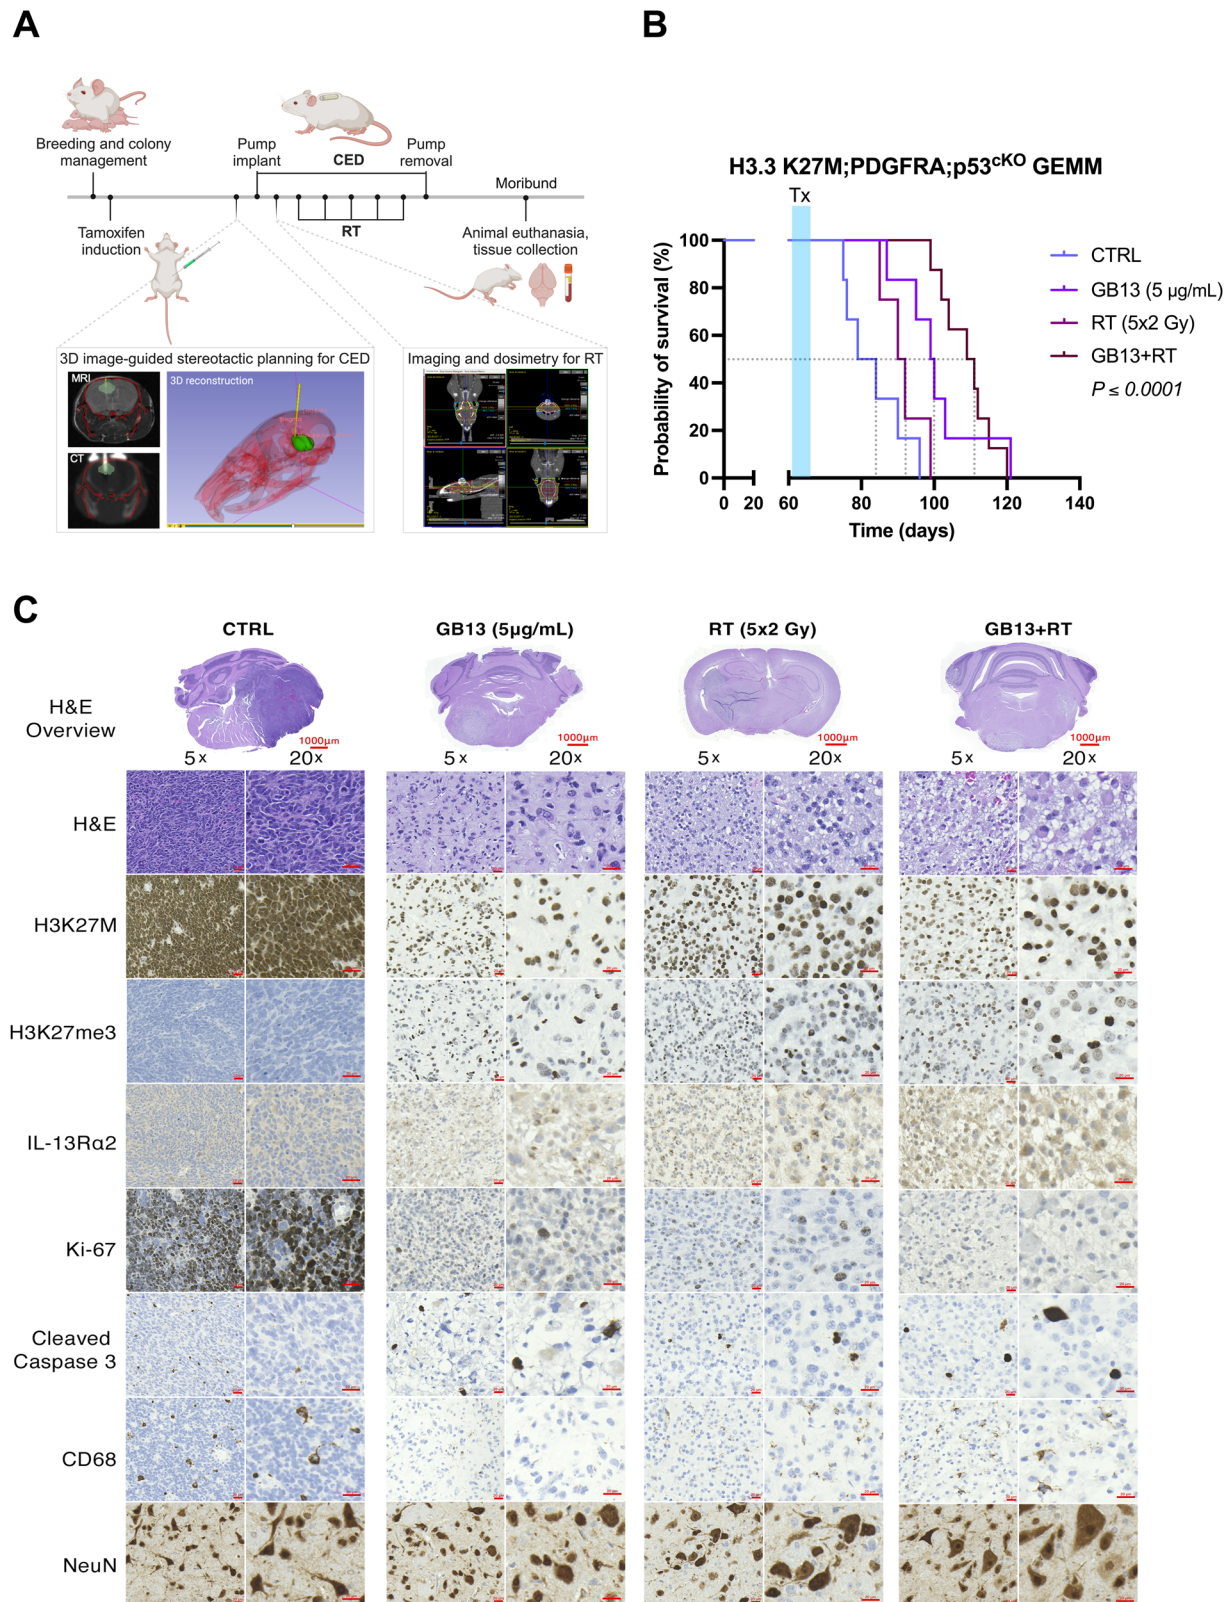 A
Breeding and colony
management
Pump
implant
CED
Pump
removal
Moribund
Tamoxifen
induction
RT
Animal euthanasia,
tissue collection
3D image-guided stereotactic planning for CED
MRI
3D reconstruction
CT
Imaging and dosimetry for RT
B
H3.3 K27M;PDGFRA;p53cKO GEMM
Tx
Probability of survival (%)
100
80
60
40
20
0
0 20 60 80 100 120 140
Time (days)
CTRL
GB13 (5 µg/mL)
RT (5x2 Gy)
GB13+RT
P ≤ 0.0001
C
CTRL GB13 (5µg/mL) RT (5x2 Gy) GB13+RT
H&E
Overview
1000µm 1000µm 1000µm 1000µm
5x 20x 5x 20x 5x 20x 5x 20x
H&E
H3K27M
H3K27me3
IL-13Rα2
Ki-67
Cleaved
Caspase 3
CD68
NeuN